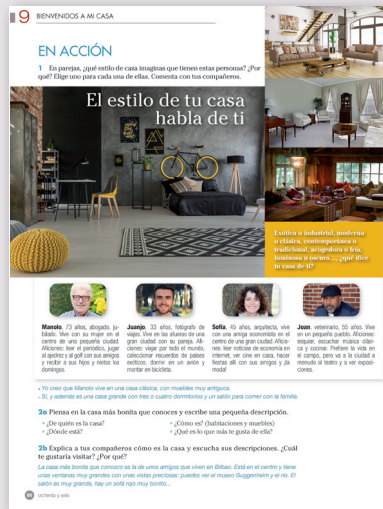 9 BIENVENIDOS A MI CASA
EN ACCIÓN
1 En parejas, ¿qué estilo de casa imaginas que tienen estas personas? ¿Por
qué? Elige uno para cada una de ellas. Comenta con tus compañeros.
El estilo de tu casa
habla de ti
Exótica o industrial, moderna
o clásica, contemporánea o
tradicional, acogedora o fría,
luminosa u oscura..., ¿qué dice
tu casa de ti?
Manolo, 73 años, abogado, ju-
bilado. Vive con su mujer en el
centro de una pequeña ciudad.
Aficiones: leer el periódico, jugar
al ajedrez y al golf con sus amigos
y recibir a sus hijos y nietos los
domingos.
Juanjo, 33 años, fotógrafo de
viajes. Vive en las afueras de una
gran ciudad con su pareja. Afi-
ciones: viajar por todo el mundo,
coleccionar recuerdos de países
exóticos, dormir en un avión y
montar en bicicleta.
Sofía, 45 años, arquitecta, vive
con una amiga economista en el
centro de una gran ciudad. Aficio-
nes: leer noticias de economía en
internet, ver cine en casa, hacer
fiestas allí con sus amigos y ¡la
moda!
Joan, veterinario, 55 años. Vive
en un pequeño pueblo. Aficiones:
esquiar, escuchar música clási-
ca y cocinar. Prefiere la vida en
el campo, pero va a la ciudad a
menudo al teatro y a ver exposi-
ciones.
Yo creo que Manolo vive en una casa clásica, con muebles muy antiguos.
Sí, y además es una casa grande con tres o cuatro dormitorios y un salón para comer con la familia.
2a Piensa en la casa más bonita que conoces y escribe una pequeña descripción.
¿De quién es la casa?
¿Dónde está?
¿Cómo es? (habitaciones y muebles)
¿Qué es lo que más te gusta de ella?
2b Explica a tus compañeros cómo es la casa y escucha sus descripciones. ¿Cuál
te gustaría visitar? ¿Por qué?
La casa más bonita que conozco es la de unos amigos que viven en Bilbao. Está en el centro y tiene
unas ventanas muy grandes con unas vistas preciosas: puedes ver el museo Guggenheim y el río. El
salón es muy grande, hay un sofá rojo muy bonito...
86 ochenta y seis